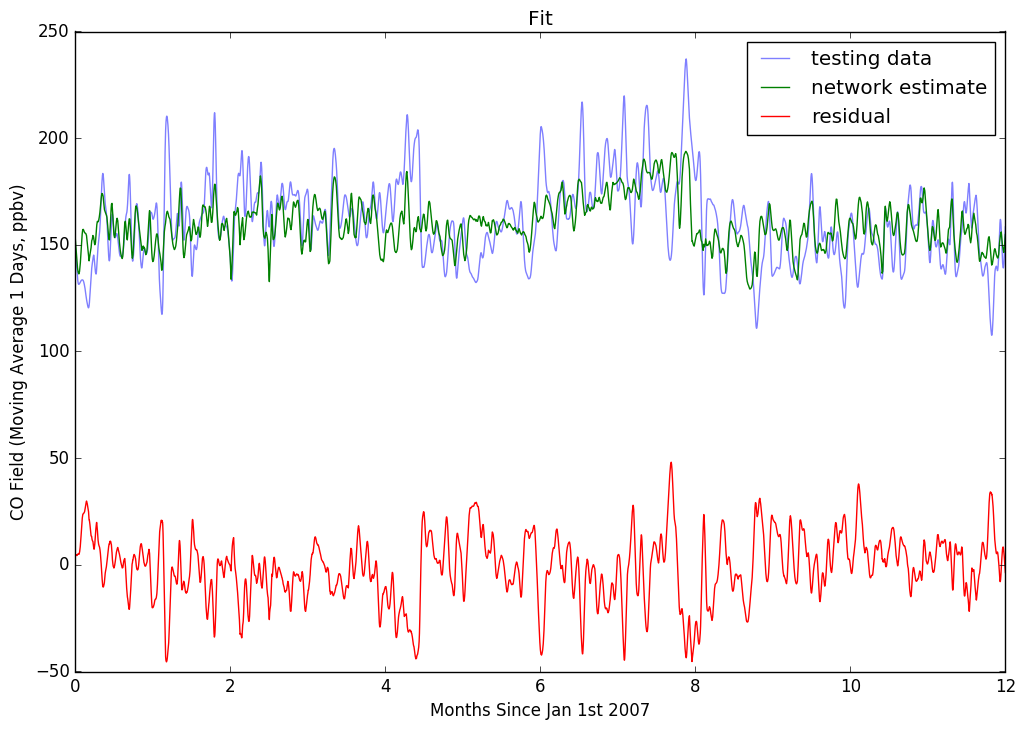 Fit
250
200
150
100
50
0
−50
CO Field (Moving Average 1 Days, ppbv)
testing data
network estimate
residual
0 2 4 6 8 10 12
Months Since Jan 1st 2007